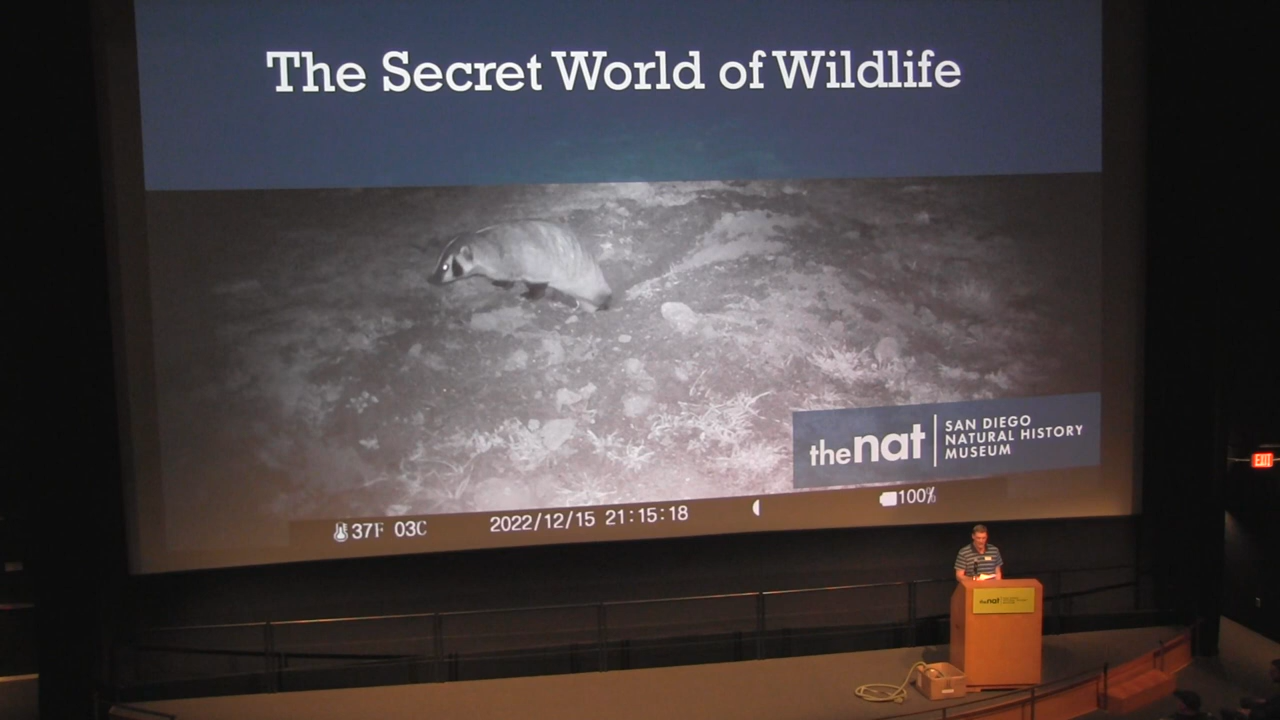 The Secret World of Wildlife
thenat
SAN DIEGO
NATURAL HISTORY
MUSEUM
37F 03C
2022/12/15 21:15:18
100%
EXIT
thenat